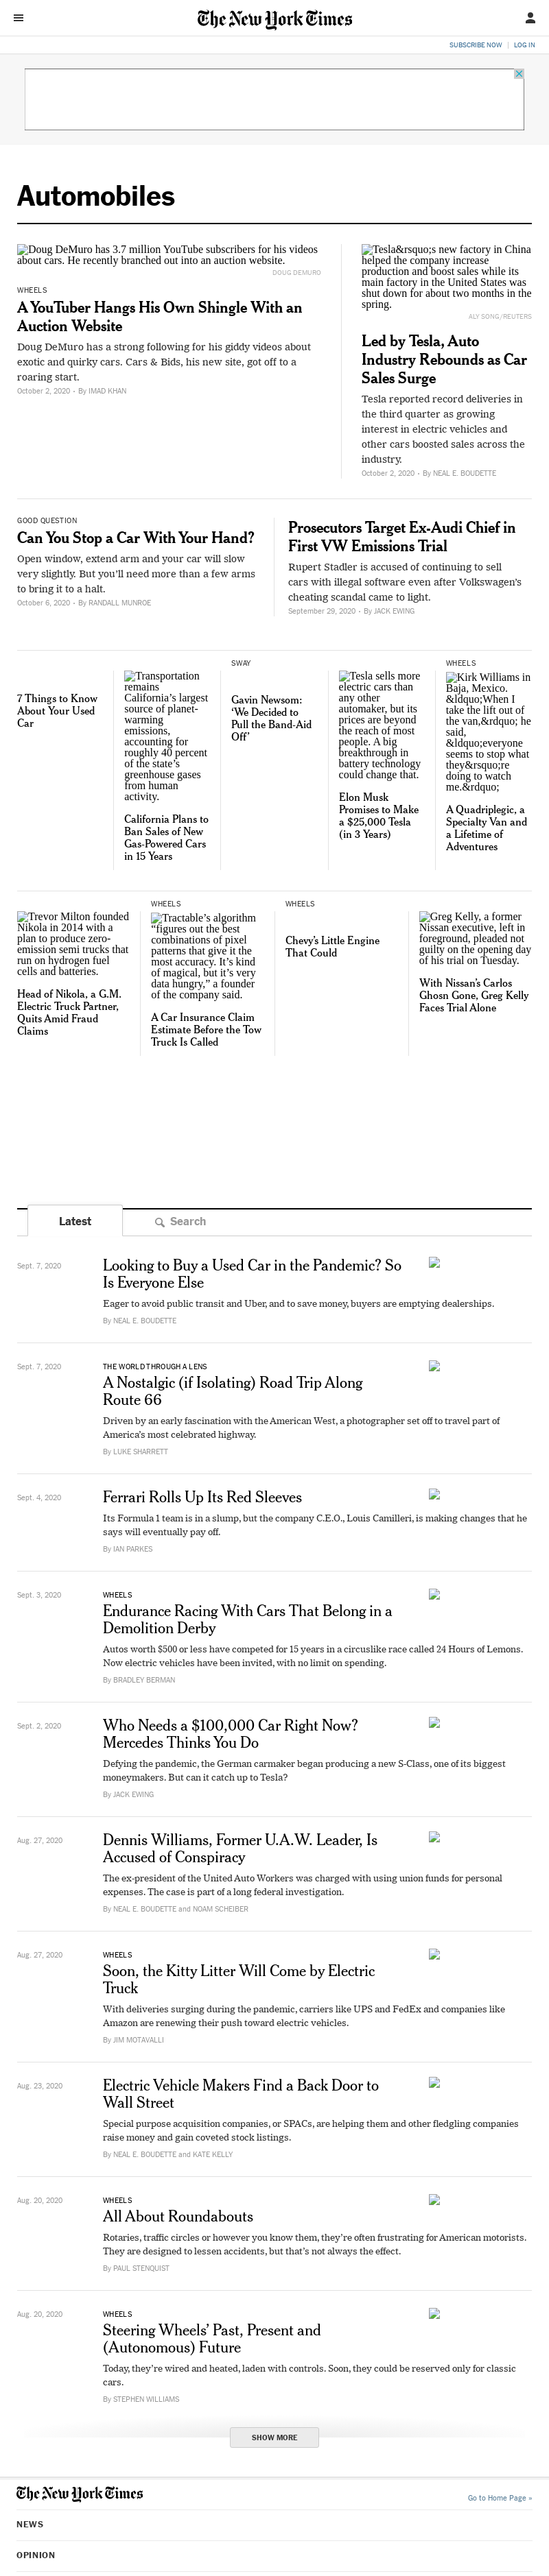 The New York Times
SUBSCRIBE NOW
LOG IN
Automobiles
Doug DeMuro has 3.7 million YouTube subscribers for his videos
about cars. He recently branched out into an auction website.
DOUG DEMURO
WHEELS
A YouTuber Hangs His Own Shingle With an
Auction Website
Doug DeMuro has a strong following for his giddy videos about
exotic and quirky cars. Cars & Bids, his new site, got off to a
roaring start.
October 2, 2020 • By IMAD KHAN
Tesla&rsquo;s new factory in China
helped the company increase
production and boost sales while its
main factory in the United States was
shut down for about two months in the
spring.
ALY SONG/REUTERS
Led by Tesla, Auto
Industry Rebounds as Car
Sales Surge
Tesla reported record deliveries in
the third quarter as growing
interest in electric vehicles and
other cars boosted sales across the
industry.
October 2, 2020 • By NEAL E. BOUDETTE
GOOD QUESTION
Can You Stop a Car With Your Hand?
Open window, extend arm and your car will slow
very slightly. But you'll need more than a few arms
to bring it to a halt.
October 6, 2020 • By RANDALL MUNROE
Prosecutors Target Ex-Audi Chief in
First VW Emissions Trial
Rupert Stadler is accused of continuing to sell
cars with illegal software even after Volkswagen's
cheating scandal came to light.
September 29, 2020 • By JACK EWING
7 Things to Know
About Your Used
Car
Transportation
remains
California's largest
source of planet-
warming
emissions,
accounting for
roughly 40 percent
of the state's
greenhouse gases
from human
activity.
California Plans to
Ban Sales of New
Gas-Powered Cars
in 15 Years
SWAY
Gavin Newsom:
'We Decided to
Pull the Band-Aid
Off'
Tesla sells more
electric cars than
any other
automaker, but its
prices are beyond
the reach of most
people. A big
breakthrough in
battery technology
could change that.
Elon Musk
Promises to Make
a $25,000 Tesla
(in 3 Years)
WHEELS
Kirk Williams in
Baja, Mexico.
&ldquo;When I
take the lift out of
the van,&rdquo; he
said,
&ldquo;everyone
seems to stop what
they&rsquo;re
doing to watch
me.&rdquo;
A Quadriplegic, a
Specialty Van and
a Lifetime of
Adventures
Trevor Milton founded
Nikola in 2014 with a
plan to produce zero-
emission semi trucks that
run on hydrogen fuel
cells and batteries.
Head of Nikola, a G.M.
Electric Truck Partner,
Quits Amid Fraud
Claims
WHEELS
Tractable's algorithm
"figures out the best
combinations of pixel
patterns that give it the
most accuracy. It's kind
of magical, but it's very
data hungry," a founder
of the company said.
A Car Insurance Claim
Estimate Before the Tow
Truck Is Called
WHEELS
Chevy's Little Engine
That Could
Greg Kelly, a former
Nissan executive, left in
foreground, pleaded not
guilty on the opening day
of his trial on Tuesday.
With Nissan's Carlos
Ghosn Gone, Greg Kelly
Faces Trial Alone
Latest
Search
Sept. 7, 2020
Looking to Buy a Used Car in the Pandemic? So
Is Everyone Else
Eager to avoid public transit and Uber, and to save money, buyers are emptying dealerships.
By NEAL E. BOUDETTE
Sept. 7, 2020
THE WORLD THROUGH A LENS
A Nostalgic (if Isolating) Road Trip Along
Route 66
Driven by an early fascination with the American West, a photographer set off to travel part of
America's most celebrated highway.
By LUKE SHARRETT
Sept. 4, 2020
Ferrari Rolls Up Its Red Sleeves
Its Formula 1 team is in a slump, but the company C.E.O., Louis Camilleri, is making changes that he
says will eventually pay off.
By IAN PARKES
Sept. 3, 2020
WHEELS
Endurance Racing With Cars That Belong in a
Demolition Derby
Autos worth $500 or less have competed for 15 years in a circuslike race called 24 Hours of Lemons.
Now electric vehicles have been invited, with no limit on spending.
By BRADLEY BERMAN
Sept. 2, 2020
Who Needs a $100,000 Car Right Now?
Mercedes Thinks You Do
Defying the pandemic, the German carmaker began producing a new S-Class, one of its biggest
moneymakers. But can it catch up to Tesla?
By JACK EWING
Aug. 27, 2020
Dennis Williams, Former U.A.W. Leader, Is
Accused of Conspiracy
The ex-president of the United Auto Workers was charged with using union funds for personal
expenses. The case is part of a long federal investigation.
By NEAL E. BOUDETTE and NOAM SCHEIBER
Aug. 27, 2020
WHEELS
Soon, the Kitty Litter Will Come by Electric
Truck
With deliveries surging during the pandemic, carriers like UPS and FedEx and companies like
Amazon are renewing their push toward electric vehicles.
By JIM MOTAVALLI
Aug. 23, 2020
Electric Vehicle Makers Find a Back Door to
Wall Street
Special purpose acquisition companies, or SPACs, are helping them and other fledgling companies
raise money and gain coveted stock listings.
By NEAL E. BOUDETTE and KATE KELLY
Aug. 20, 2020
WHEELS
All About Roundabouts
Rotaries, traffic circles or however you know them, they're often frustrating for American motorists.
They are designed to lessen accidents, but that's not always the effect.
By PAUL STENQUIST
Aug. 20, 2020
WHEELS
Steering Wheels' Past, Present and
(Autonomous) Future
Today, they're wired and heated, laden with controls. Soon, they could be reserved only for classic
cars.
By STEPHEN WILLIAMS
SHOW MORE
The New York Times
Go to Home Page »
NEWS
OPINION